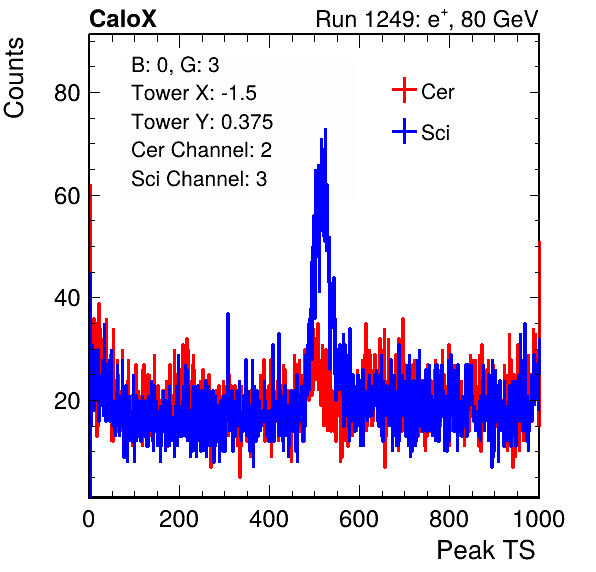 CaloX Run 1249: e⁺, 80 GeV
Counts
B: 0, G: 3
Tower X: -1.5
Tower Y: 0.375
Cer Channel: 2
Sci Channel: 3
Cer
Sci
80
60
40
20
0 200 400 600 800 1000
Peak TS